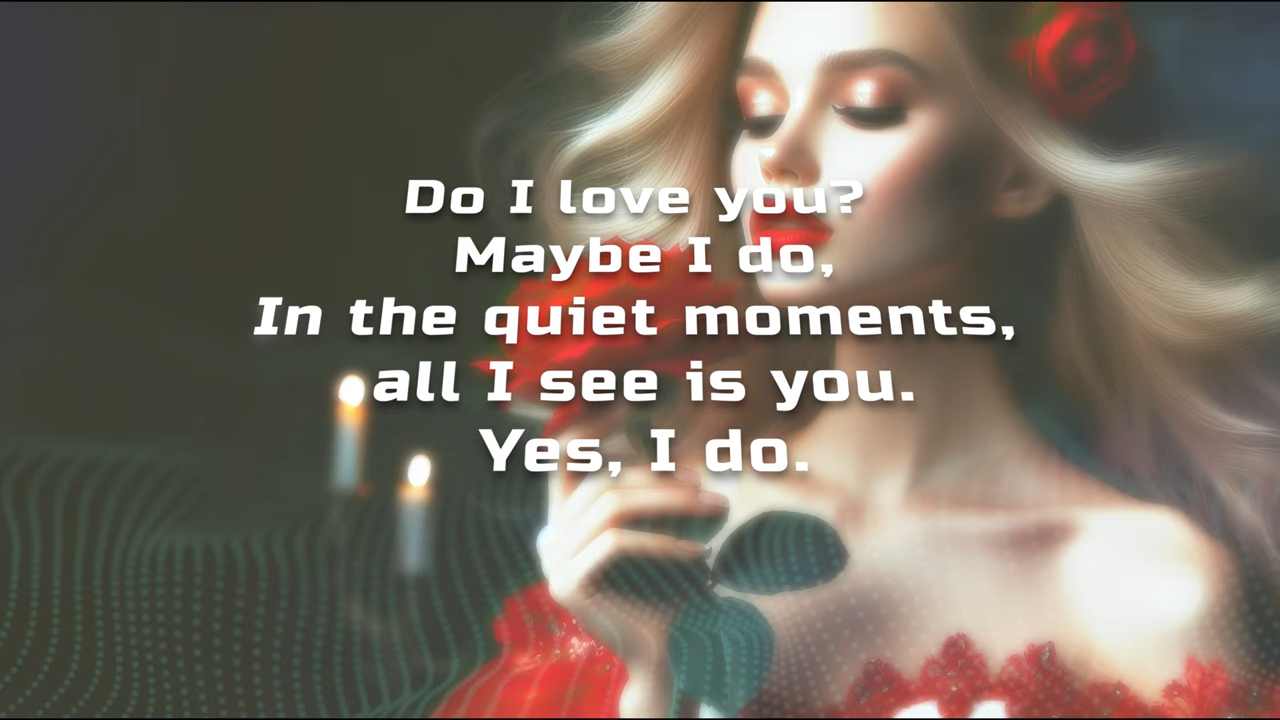 Do I love you?
Maybe I do,
In the quiet moments,
all I see is you.
Yes, I do.